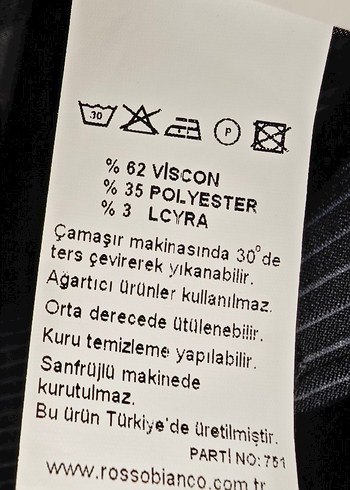 30 P
% 62 VİSCON
% 35 POLYESTER
% 3 LCYRA
Çamaşır makinasında 30°de
ters çevirerek yıkanabilir.
Ağartıcı ürünler kullanılmaz.
Orta derecede ütülenebilir.
Kuru temizleme yapılabilir.
Sanfrüjlü makinede
kurutulmaz.
Bu ürün Türkiye'de üretilmiştir.
PARTİ NO:751
www.rossobianco.com.tr